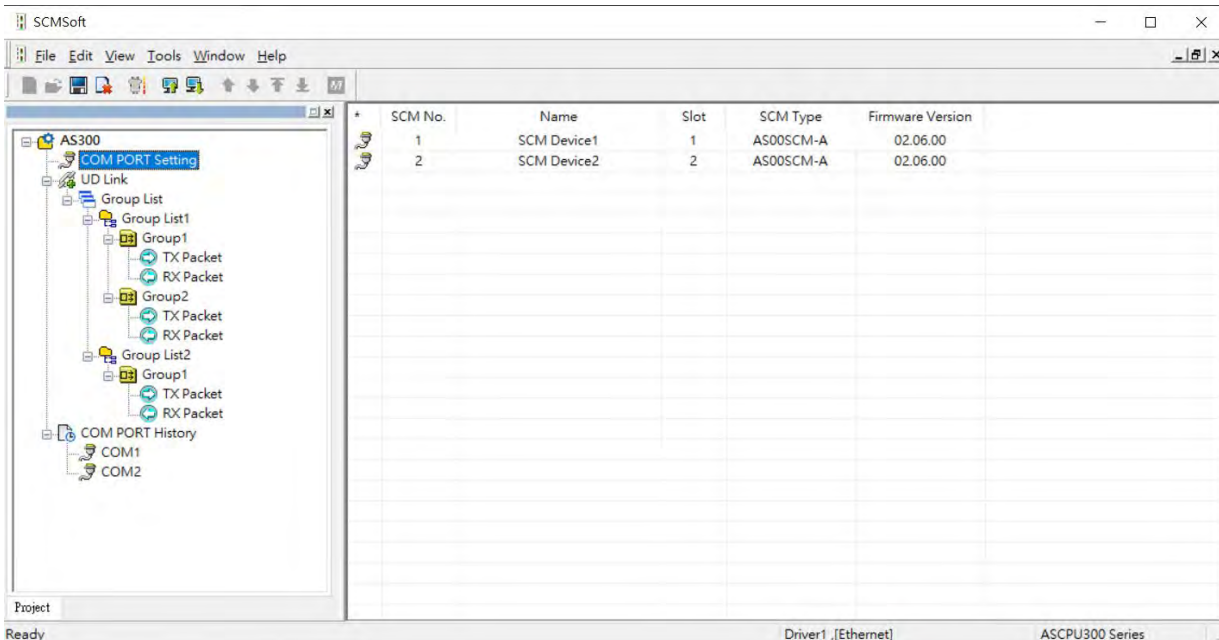 SCMSoft
File Edit View Tools Window Help
* SCM No. Name Slot SCM Type Firmware Version
1 SCM Device1 1 AS00SCM-A 02.06.00
2 SCM Device2 2 AS00SCM-A 02.06.00
AS300
COM PORT Setting
UD Link
Group List
Group List1
Group1
TX Packet
RX Packet
Group2
TX Packet
RX Packet
Group List2
Group1
TX Packet
RX Packet
COM PORT History
COM1
COM2
Project
Ready Driver1 ,[Ethernet] ASCPU300 Series